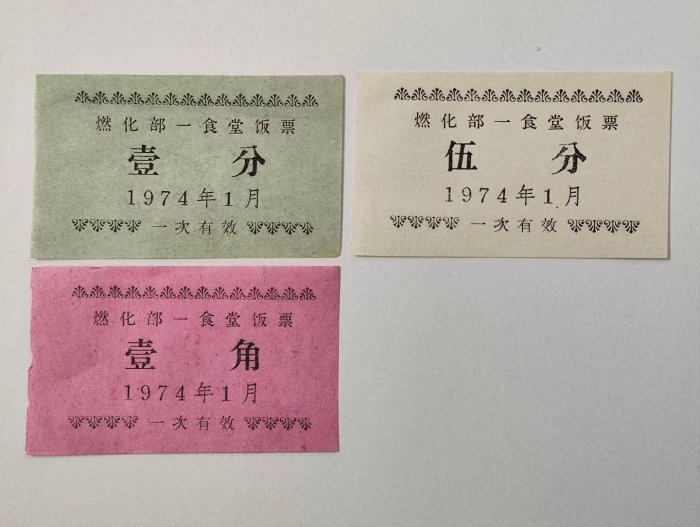 燃化部一食堂饭票
壹 分
1974年1月
一次有效
燃化部一食堂饭票
伍 分
1974年1月
一次有效
燃化部一食堂饭票
壹 角
1974年1月
一次有效